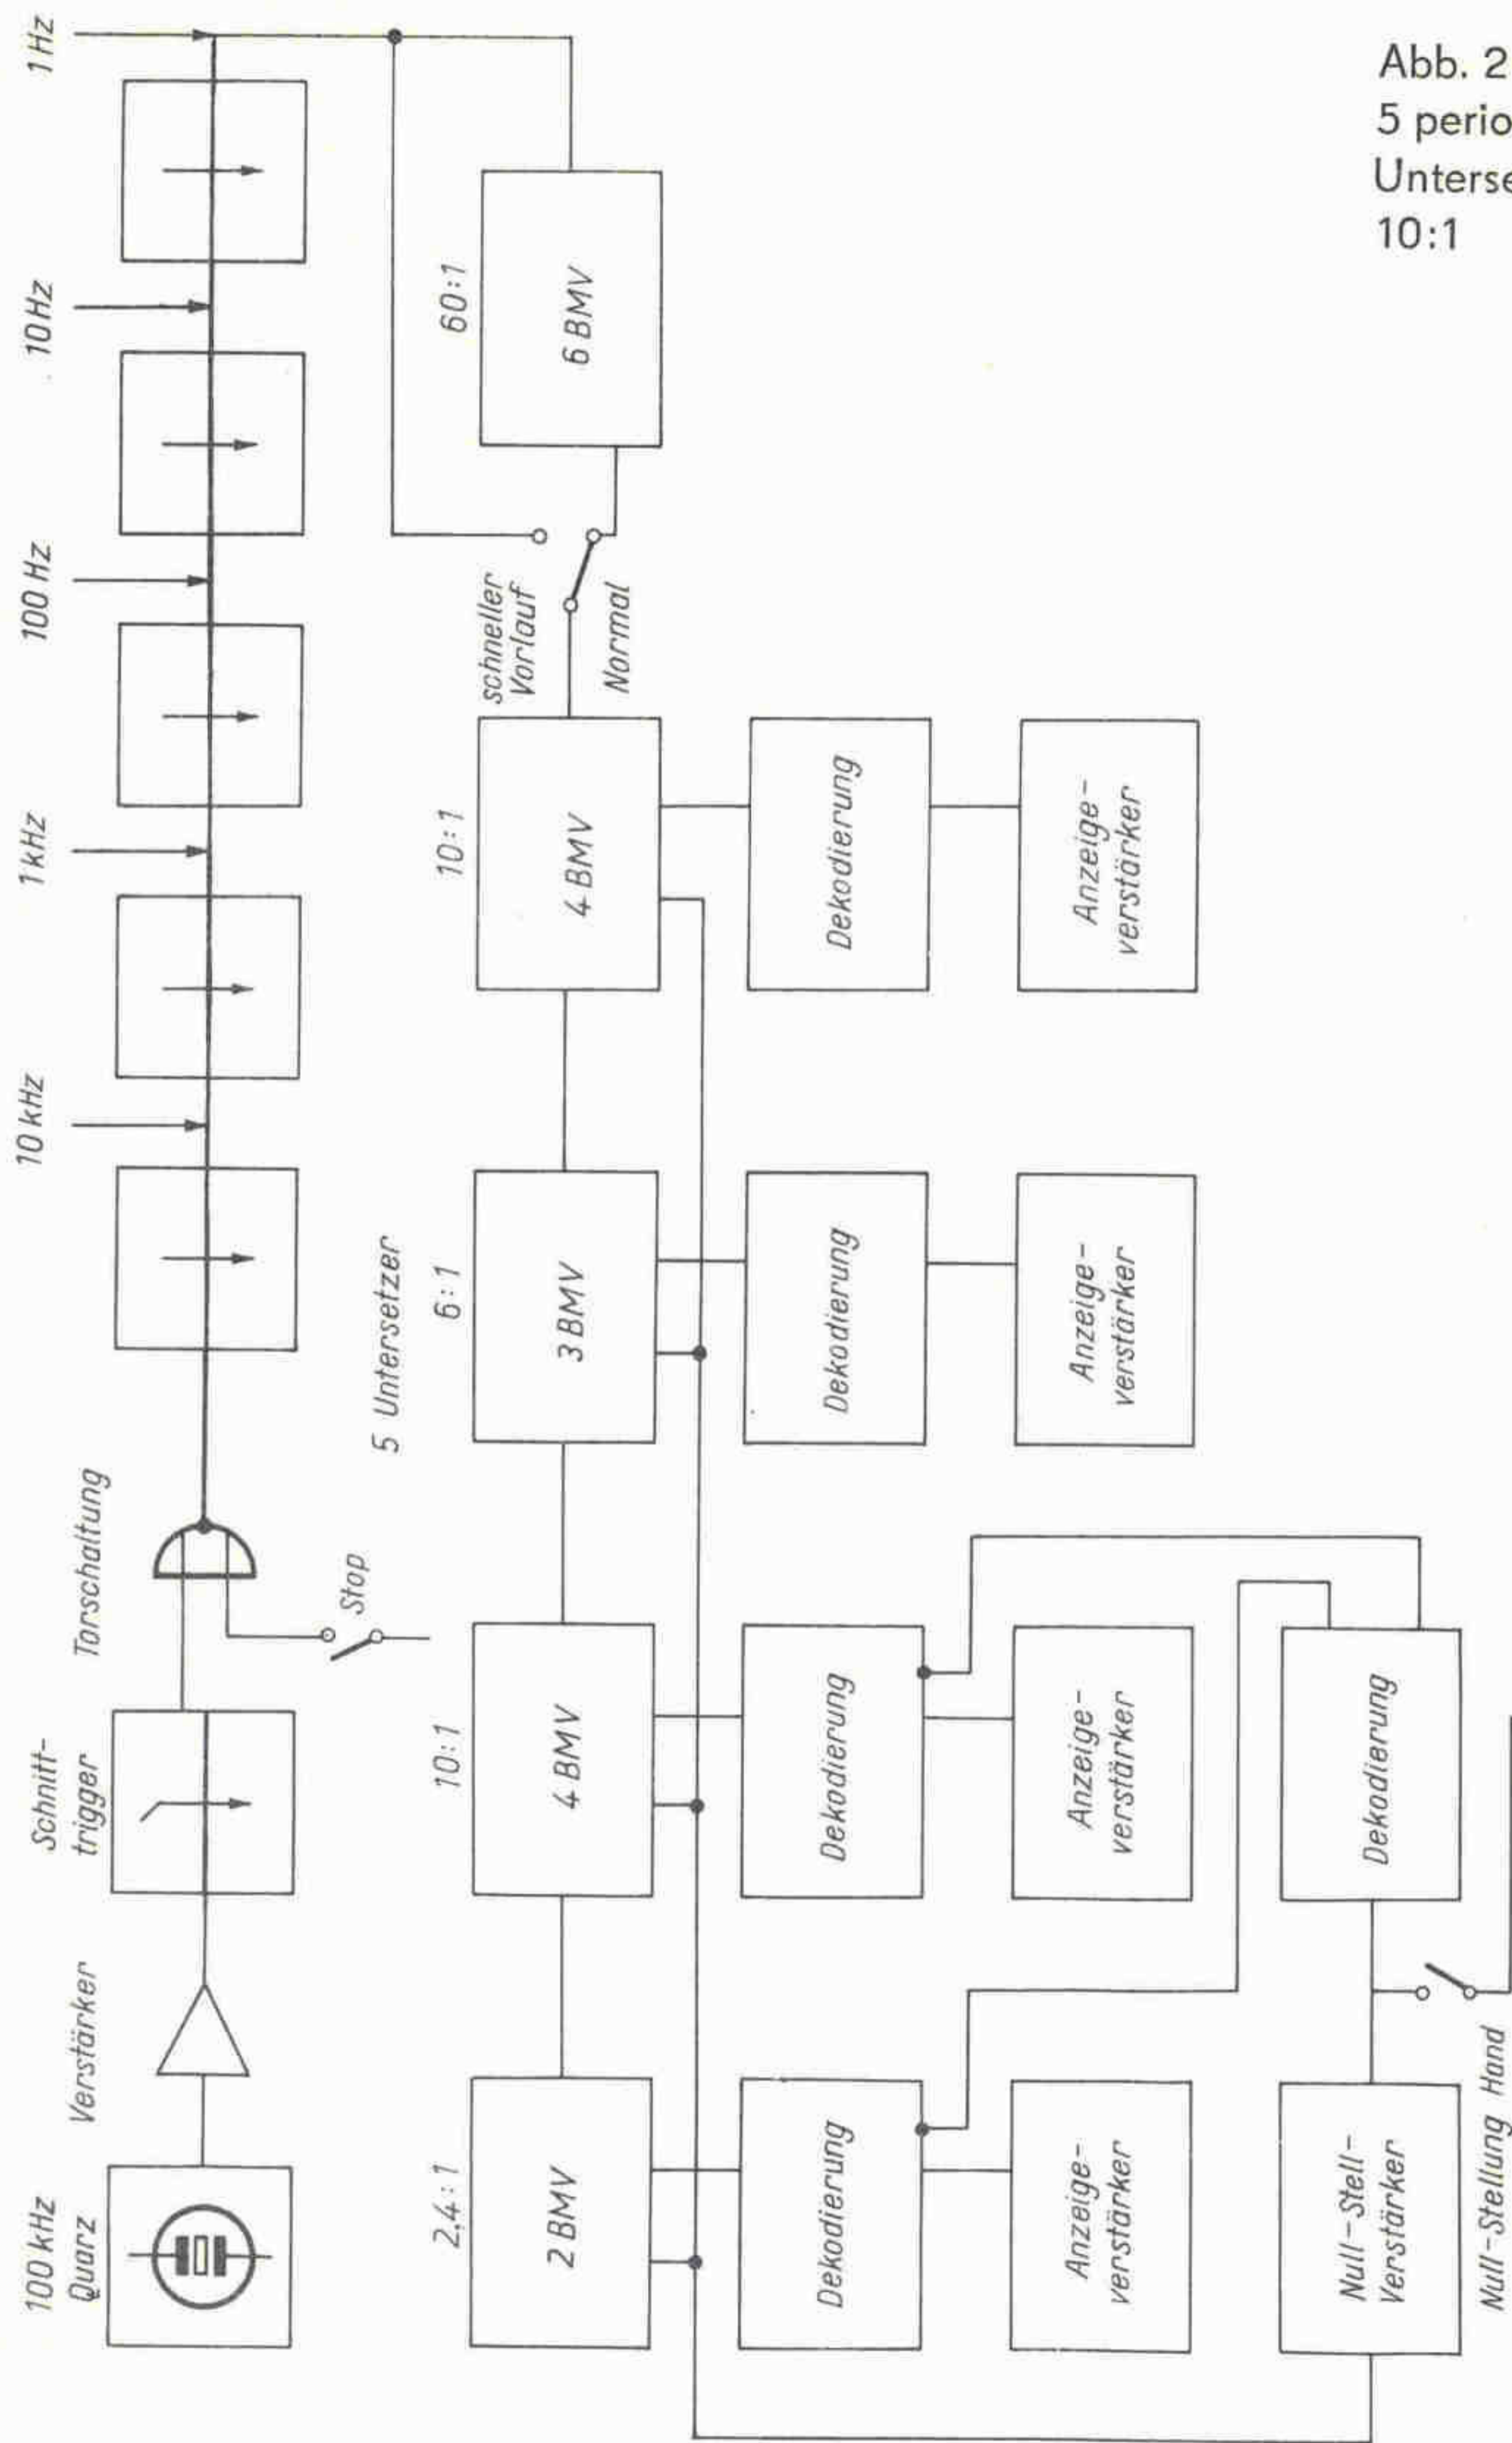 Abb. 2
5 perio
Unterse
10:1
100 kHz
Quarz
Verstärker
Schnitt-
trigger
Torschaltung
Stop
10 kHz
1 kHz
100 Hz
10 Hz
1 Hz
5 Untersetzer
2,4:1
2 BMV
10:1
4 BMV
6:1
3 BMV
10:1
4 BMV
schneller
Vorlauf
Normal
60:1
6 BMV
Dekodierung
Dekodierung
Dekodierung
Dekodierung
Anzeige-
verstärker
Anzeige-
verstärker
Anzeige-
verstärker
Anzeige-
verstärker
Null-Stell-
Verstärker
Dekodierung
Null-Stellung Hand